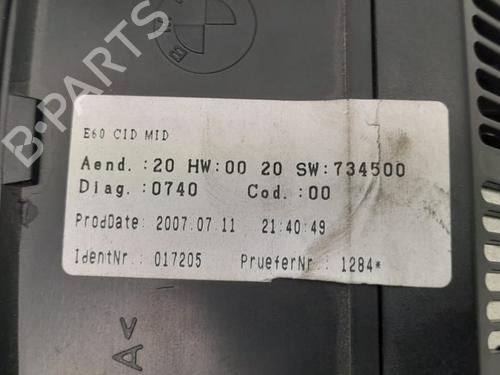 B-PARTS
BMW
E60 CID MID
Aend. :20 HW:00 20 SW:734500
Diag.:0740 Cod.:00
ProdDate: 2007.07.11 21:40:49
IdentNr.: 017205 PrueferNr.: 1284*
>A<